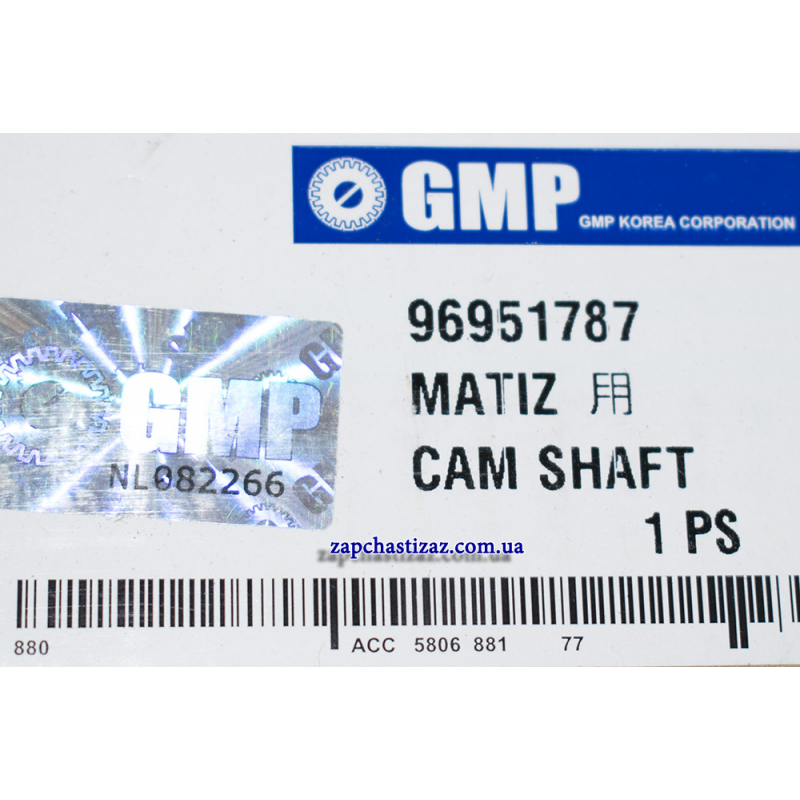 GMP
GMP KOREA CORPORATION
96951787
MATIZ 用
CAM SHAFT
1 PS
GMP
NL082266
zapchastizaz.com.ua
880 ACC 5806 881 77